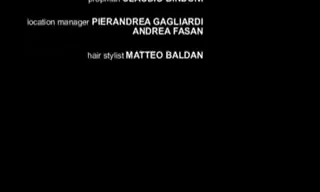 location manager PIERANDREA GAGLIARDI
ANDREA FASAN
hair stylist MATTEO BALDAN